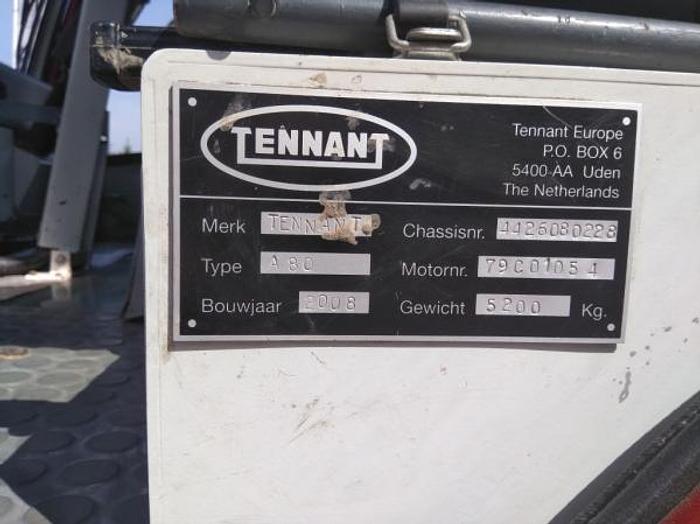 TENNANT
Tennant Europe
P.O. BOX 6
5400-AA Uden
The Netherlands
Merk TENNANT Chassisnr. 4426080228
Type A80 Motornr. 79C01054
Bouwjaar 2008 Gewicht 5200 Kg.